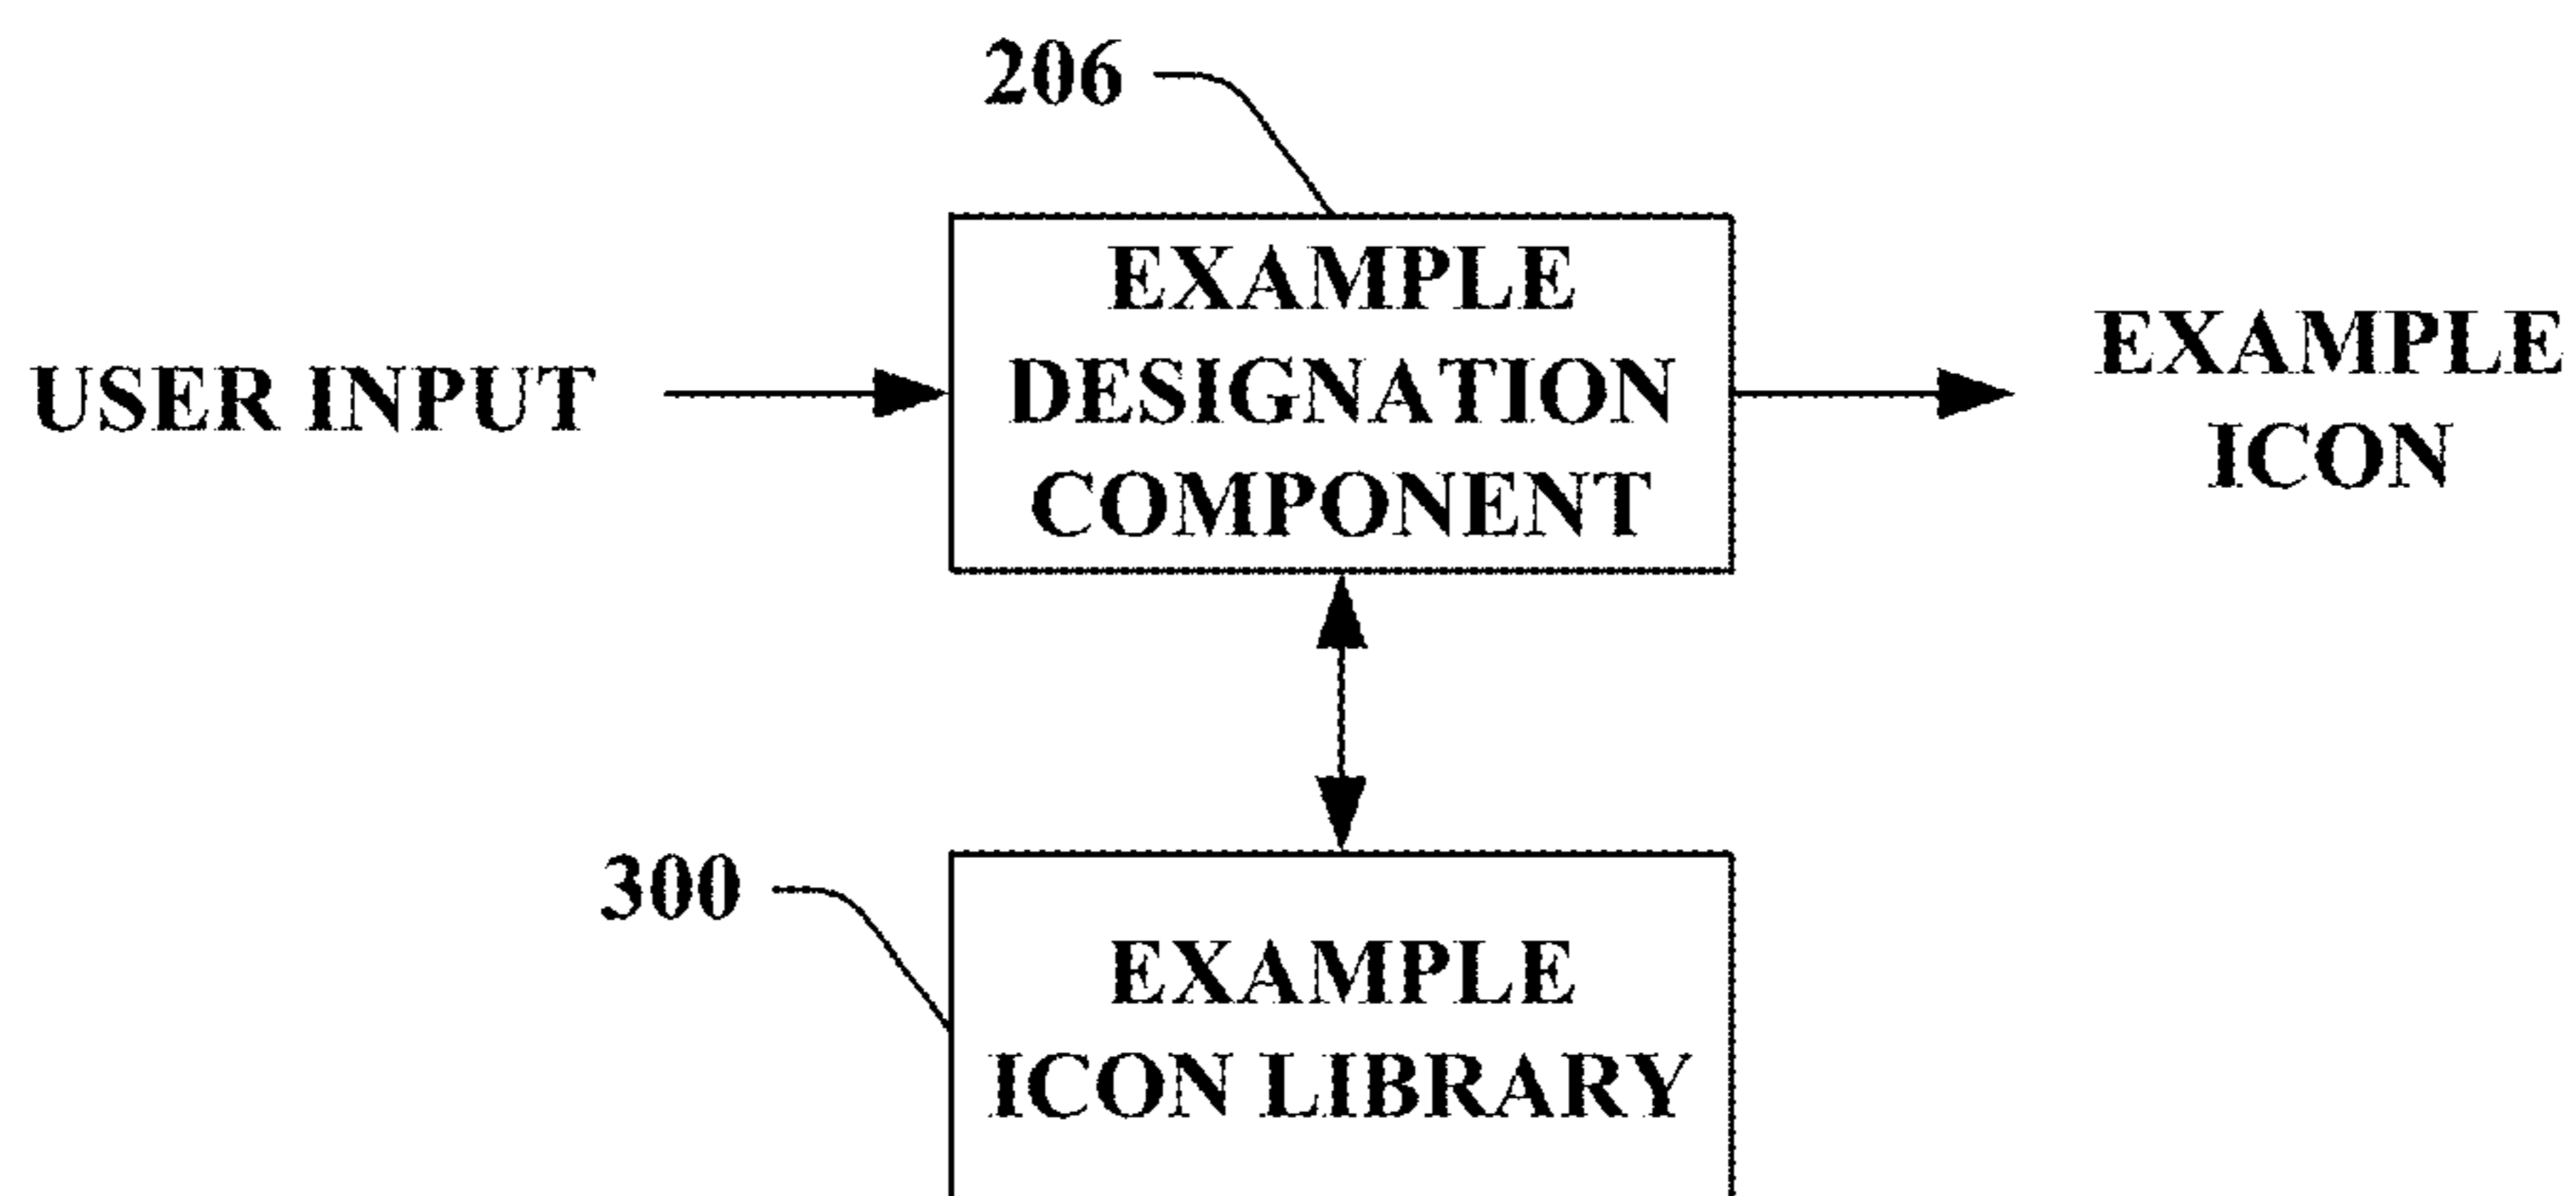 206
EXAMPLE
DESIGNATION
COMPONENT
USER INPUT
EXAMPLE
ICON
300
EXAMPLE
ICON LIBRARY